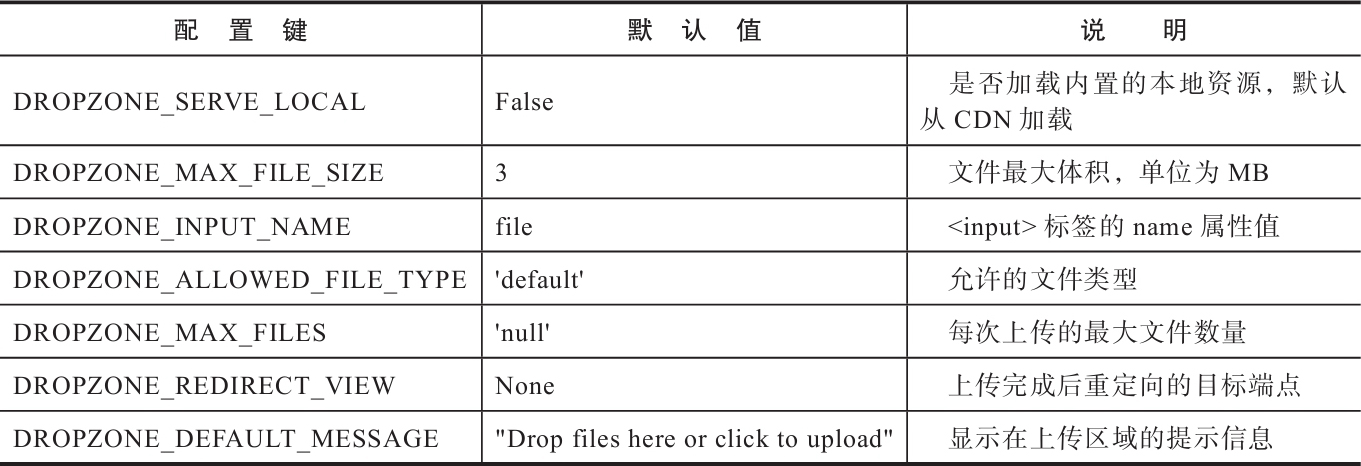 配 置 键 默 认 值 说 明
DROPZONE_SERVE_LOCAL False 是否加载内置的本地资源，默认
从 CDN 加载
DROPZONE_MAX_FILE_SIZE 3 文件最大体积，单位为 MB
DROPZONE_INPUT_NAME file <input> 标签的 name 属性值
DROPZONE_ALLOWED_FILE_TYPE 'default' 允许的文件类型
DROPZONE_MAX_FILES 'null' 每次上传的最大文件数量
DROPZONE_REDIRECT_VIEW None 上传完成后重定向的目标端点
DROPZONE_DEFAULT_MESSAGE "Drop files here or click to upload" 显示在上传区域的提示信息